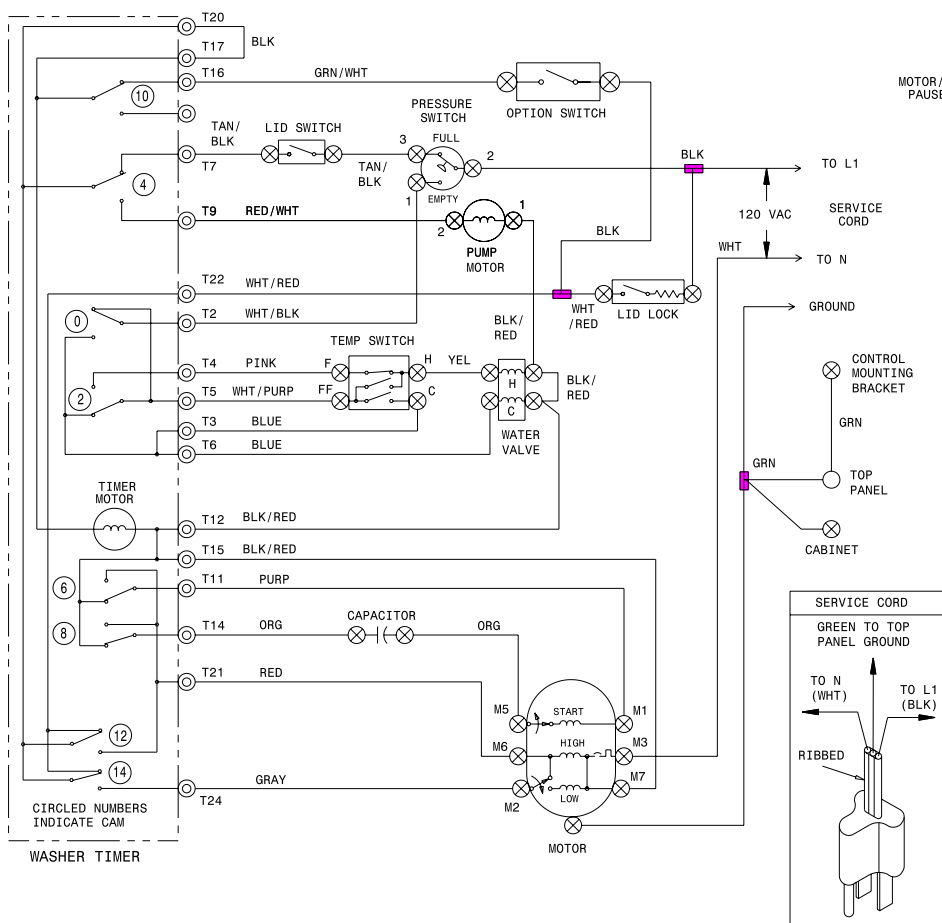 T20
BLK
T17
T16
GRN/WHT
OPTION SWITCH
MOTOR/
PAUSE
10
TAN/
BLK
LID SWITCH
PRESSURE
SWITCH
3
FULL
2
T7
TAN/
BLK
1
EMPTY
BLK
TO L1
4
120 VAC
SERVICE
CORD
T9
RED/WHT
2
1
PUMP
MOTOR
BLK
WHT
TO N
T22
WHT/RED
WHT
/RED
LID LOCK
GROUND
0
T2
WHT/BLK
BLK/
RED
TEMP SWITCH
T4
PINK
F
H
YEL
H
BLK/
RED
CONTROL
MOUNTING
BRACKET
2
T5
WHT/PURP
FF
C
C
T3
BLUE
GRN
T6
BLUE
WATER
VALVE
GRN
TOP
PANEL
TIMER
MOTOR
T12
BLK/RED
CABINET
T15
BLK/RED
6
T11
PURP
8
T14
ORG
CAPACITOR
ORG
T21
RED
12
14
M5
START
M1
M6
HIGH
M3
M7
M2
LOW
GRAY
T24
MOTOR
CIRCLED NUMBERS
INDICATE CAM
WASHER TIMER
SERVICE CORD
GREEN TO TOP
PANEL GROUND
TO N
(WHT)
TO L1
(BLK)
RIBBED